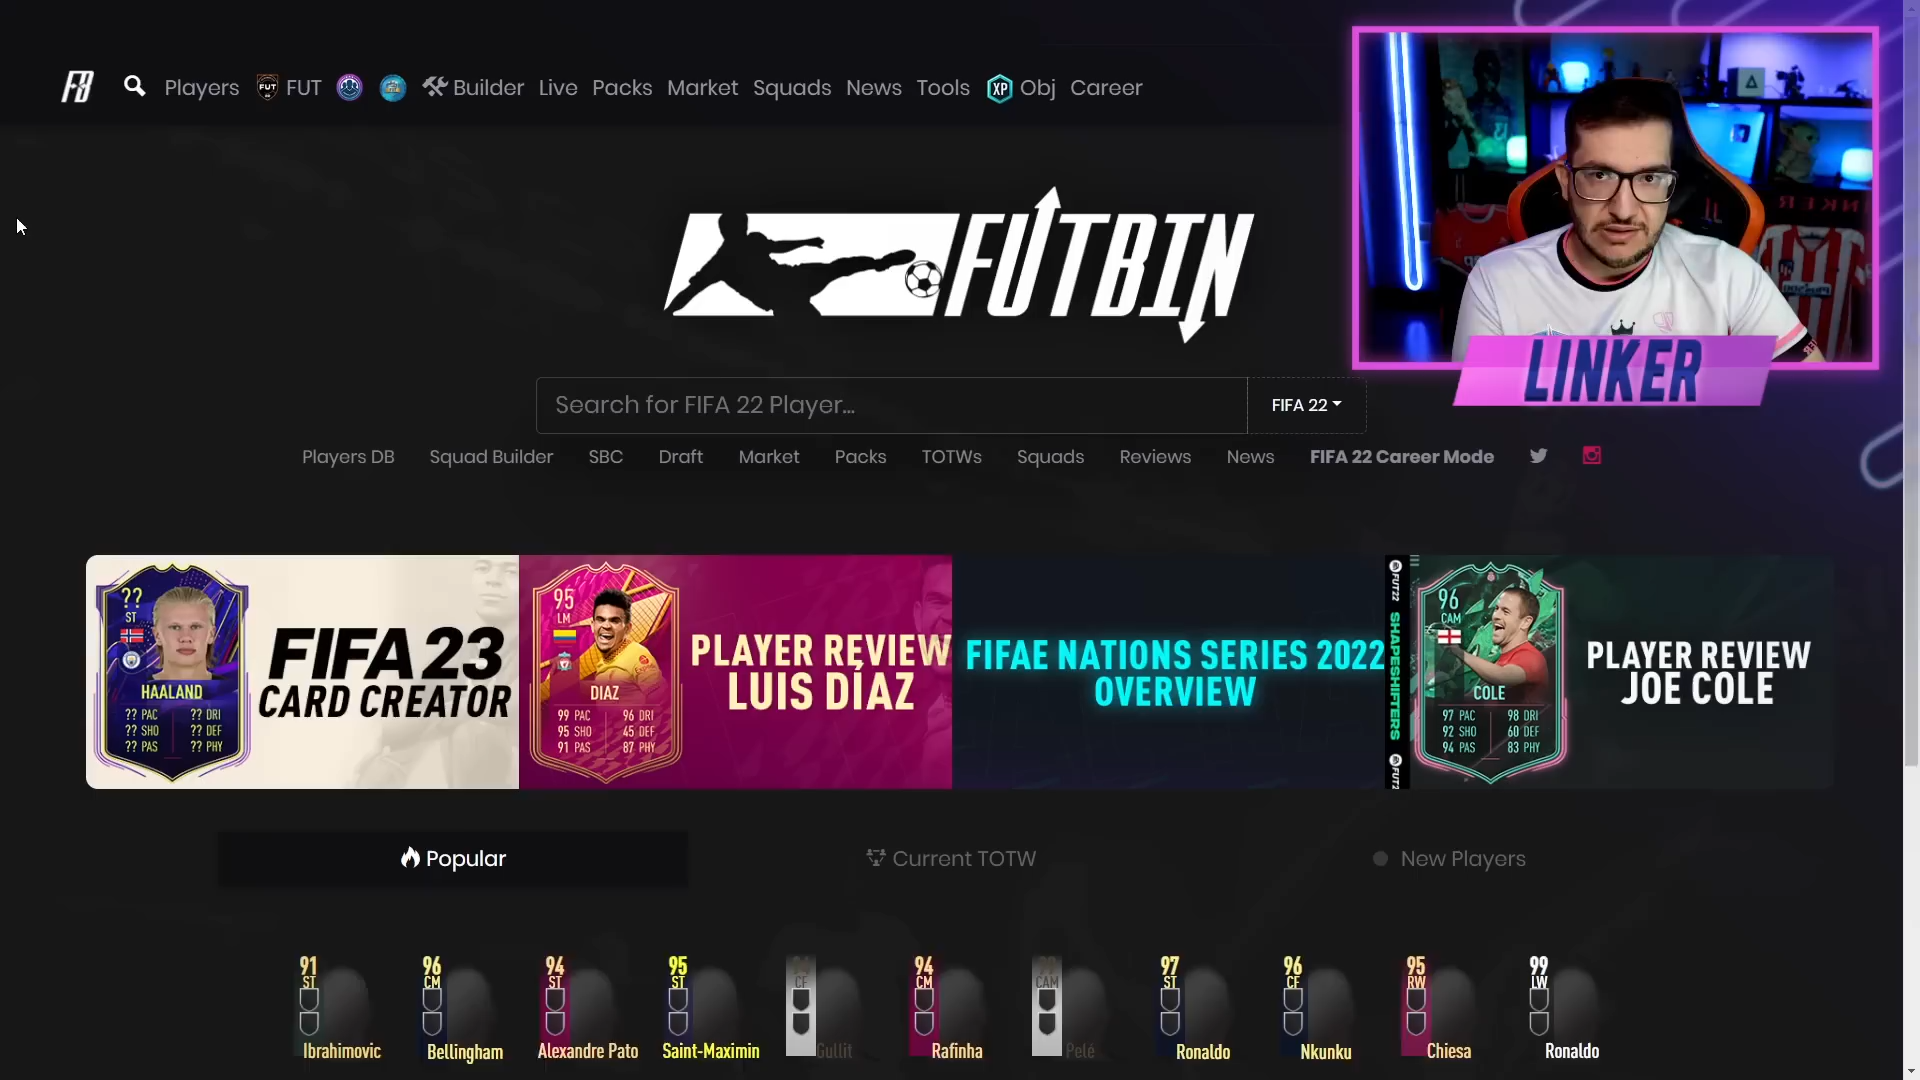 Players FUT Builder Live Packs Market Squads News Tools XP Obj Career
FUTBIN
LINKER
Search for FIFA 22 Player...
FIFA 22
Players DB Squad Builder SBC Draft Market Packs TOTWs Squads Reviews News FIFA 22 Career Mode
??
ST
HAALAND
?? PAC ?? DRI
?? SHO ?? DEF
?? PAS ?? PHY
FIFA 23
CARD CREATOR
95
LM
DIAZ
99 PAC 96 DRI
95 SHO 45 DEF
91 PAS 87 PHY
PLAYER REVIEW
LUIS DÍAZ
FIFAE NATIONS SERIES 2022
OVERVIEW
FUT22
SHAPESHIFTERS
96
CAM
COLE
97 PAC 98 DRI
92 SHO 60 DEF
94 PAS 83 PHY
PLAYER REVIEW
JOE COLE
Popular
Current TOTW
New Players
91 96 94 95 94 97 96 95 99
ST CM ST ST CF CM CAM ST CF RW LW
Ibrahimovic Bellingham Alexandre Pato Saint-Maximin Gullit Rafinha Pelé Ronaldo Nkunku Chiesa Ronaldo